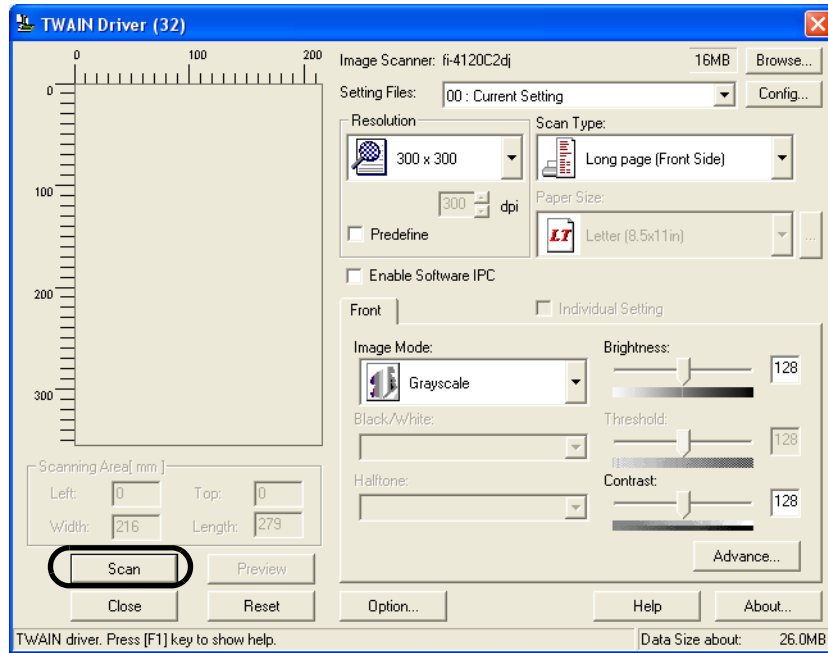 TWAIN Driver (32)
0 100 200
0
100
200
300
Image Scanner: fi-4120C2dj 16MB Browse...
Setting Files: 00 : Current Setting Config...
Resolution
300 x 300
300 dpi
Predefine
Scan Type:
Long page (Front Side)
Paper Size:
LT Letter (8.5x11in) ...
Enable Software IPC
Front Individual Setting
Image Mode:
Grayscale
Black/White:
Halftone:
Brightness:
128
Threshold:
128
Contrast:
128
Advance...
Scanning Area[ mm ]
Left: 0 Top: 0
Width: 216 Length: 279
Scan Preview
Close Reset Option... Help About...
TWAIN driver. Press [F1] key to show help. Data Size about: 26.0MB